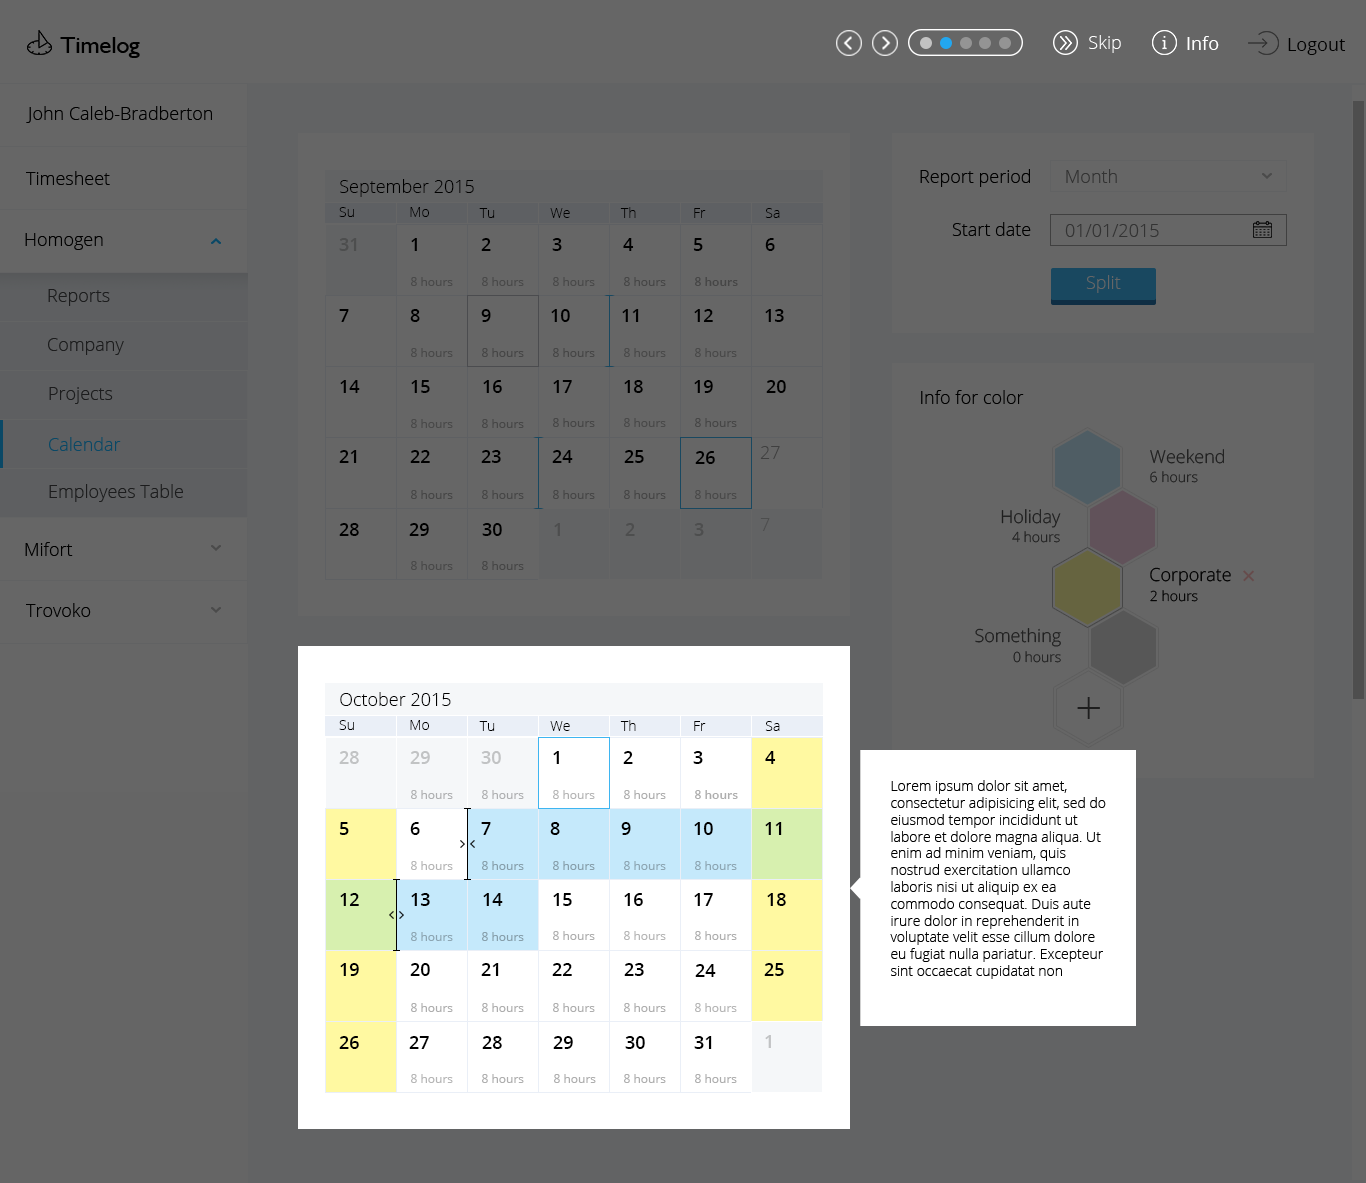 Timelog
Skip
Info
Logout
John Caleb-Bradberton
Timesheet
Homogen
Reports
Company
Projects
Calendar
Employees Table
Mifort
Trovoko
September 2015
Su Mo Tu We Th Fr Sa
31 1 2 3 4 5 6
8 hours 8 hours 8 hours 8 hours 8 hours
7 8 9 10 11 12 13
8 hours 8 hours 8 hours 8 hours 8 hours
14 15 16 17 18 19 20
8 hours 8 hours 8 hours 8 hours 8 hours
21 22 23 24 25 26 27
8 hours 8 hours 8 hours 8 hours 8 hours
28 29 30 1 2 3 7
8 hours 8 hours
Report period Month
Start date 01/01/2015
Split
Info for color
Weekend
6 hours
Holiday
4 hours
Corporate
2 hours
Something
0 hours
October 2015
Su Mo Tu We Th Fr Sa
28 29 30 1 2 3 4
8 hours 8 hours 8 hours 8 hours 8 hours
5 6 7 8 9 10 11
8 hours 8 hours 8 hours 8 hours 8 hours
12 13 14 15 16 17 18
8 hours 8 hours 8 hours 8 hours 8 hours
19 20 21 22 23 24 25
8 hours 8 hours 8 hours 8 hours 8 hours
26 27 28 29 30 31 1
8 hours 8 hours 8 hours 8 hours 8 hours
Lorem ipsum dolor sit amet,
consectetur adipisicing elit, sed do
eiusmod tempor incididunt ut
labore et dolore magna aliqua. Ut
enim ad minim veniam, quis
nostrud exercitation ullamco
laboris nisi ut aliquip ex ea
commodo consequat. Duis aute
irure dolor in reprehenderit in
voluptate velit esse cillum dolore
eu fugiat nulla pariatur. Excepteur
sint occaecat cupidatat non